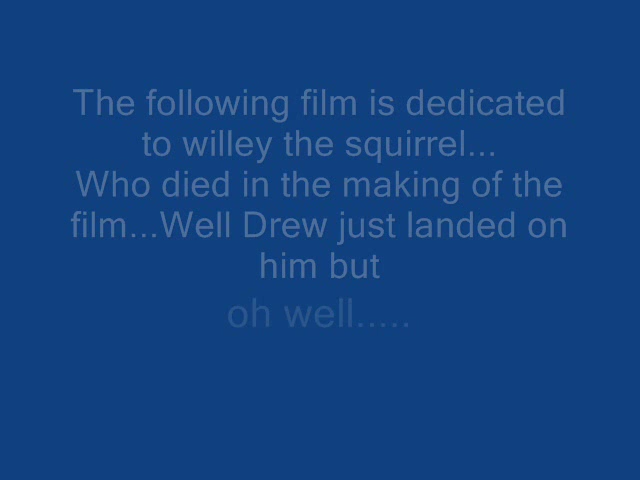 The following film is dedicated
to willey the squirrel...
Who died in the making of the
film...Well Drew just landed on
him but
oh well.....